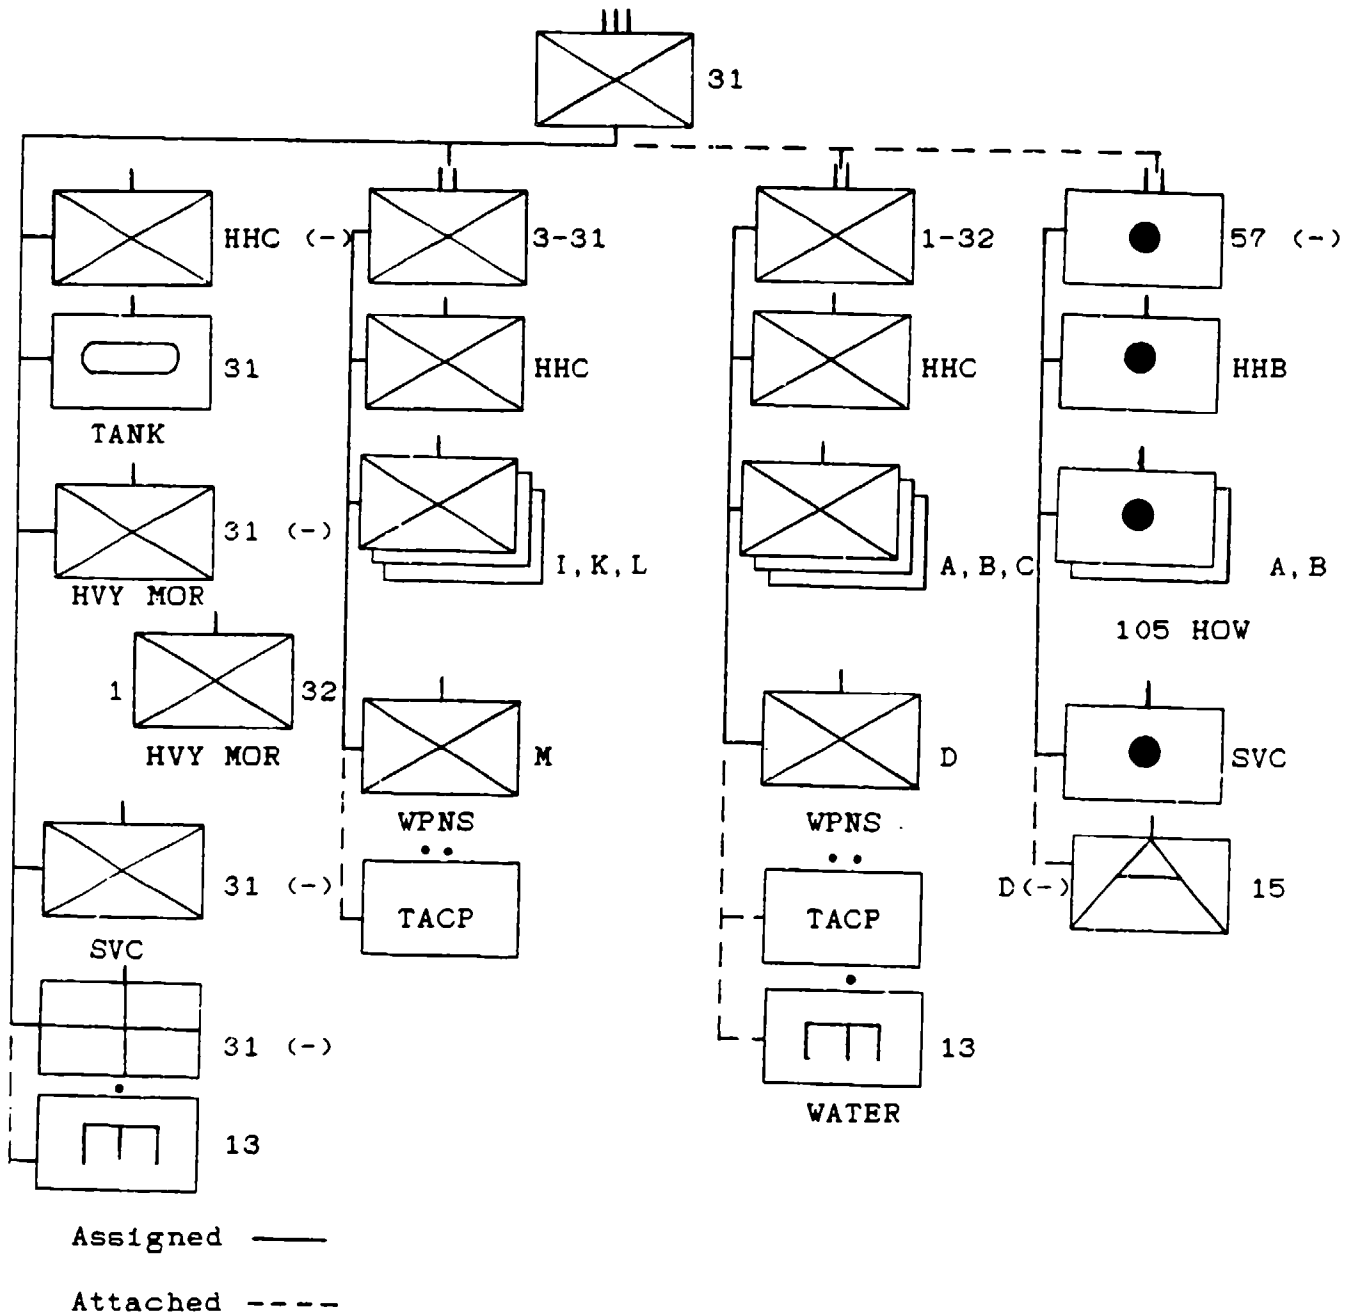 31
HHC (-)
3-31
1-32
57 (-)
31
TANK
HHC
HHC
HHB
31 (-)
HVY MOR
I,K,L
A,B,C
A,B
105 HOW
1
32
HVY MOR
M
WPNS
D
WPNS
SVC
31 (-)
SVC
TACP
TACP
D(-)
15
31 (-)
13
WATER
13
Assigned
Attached